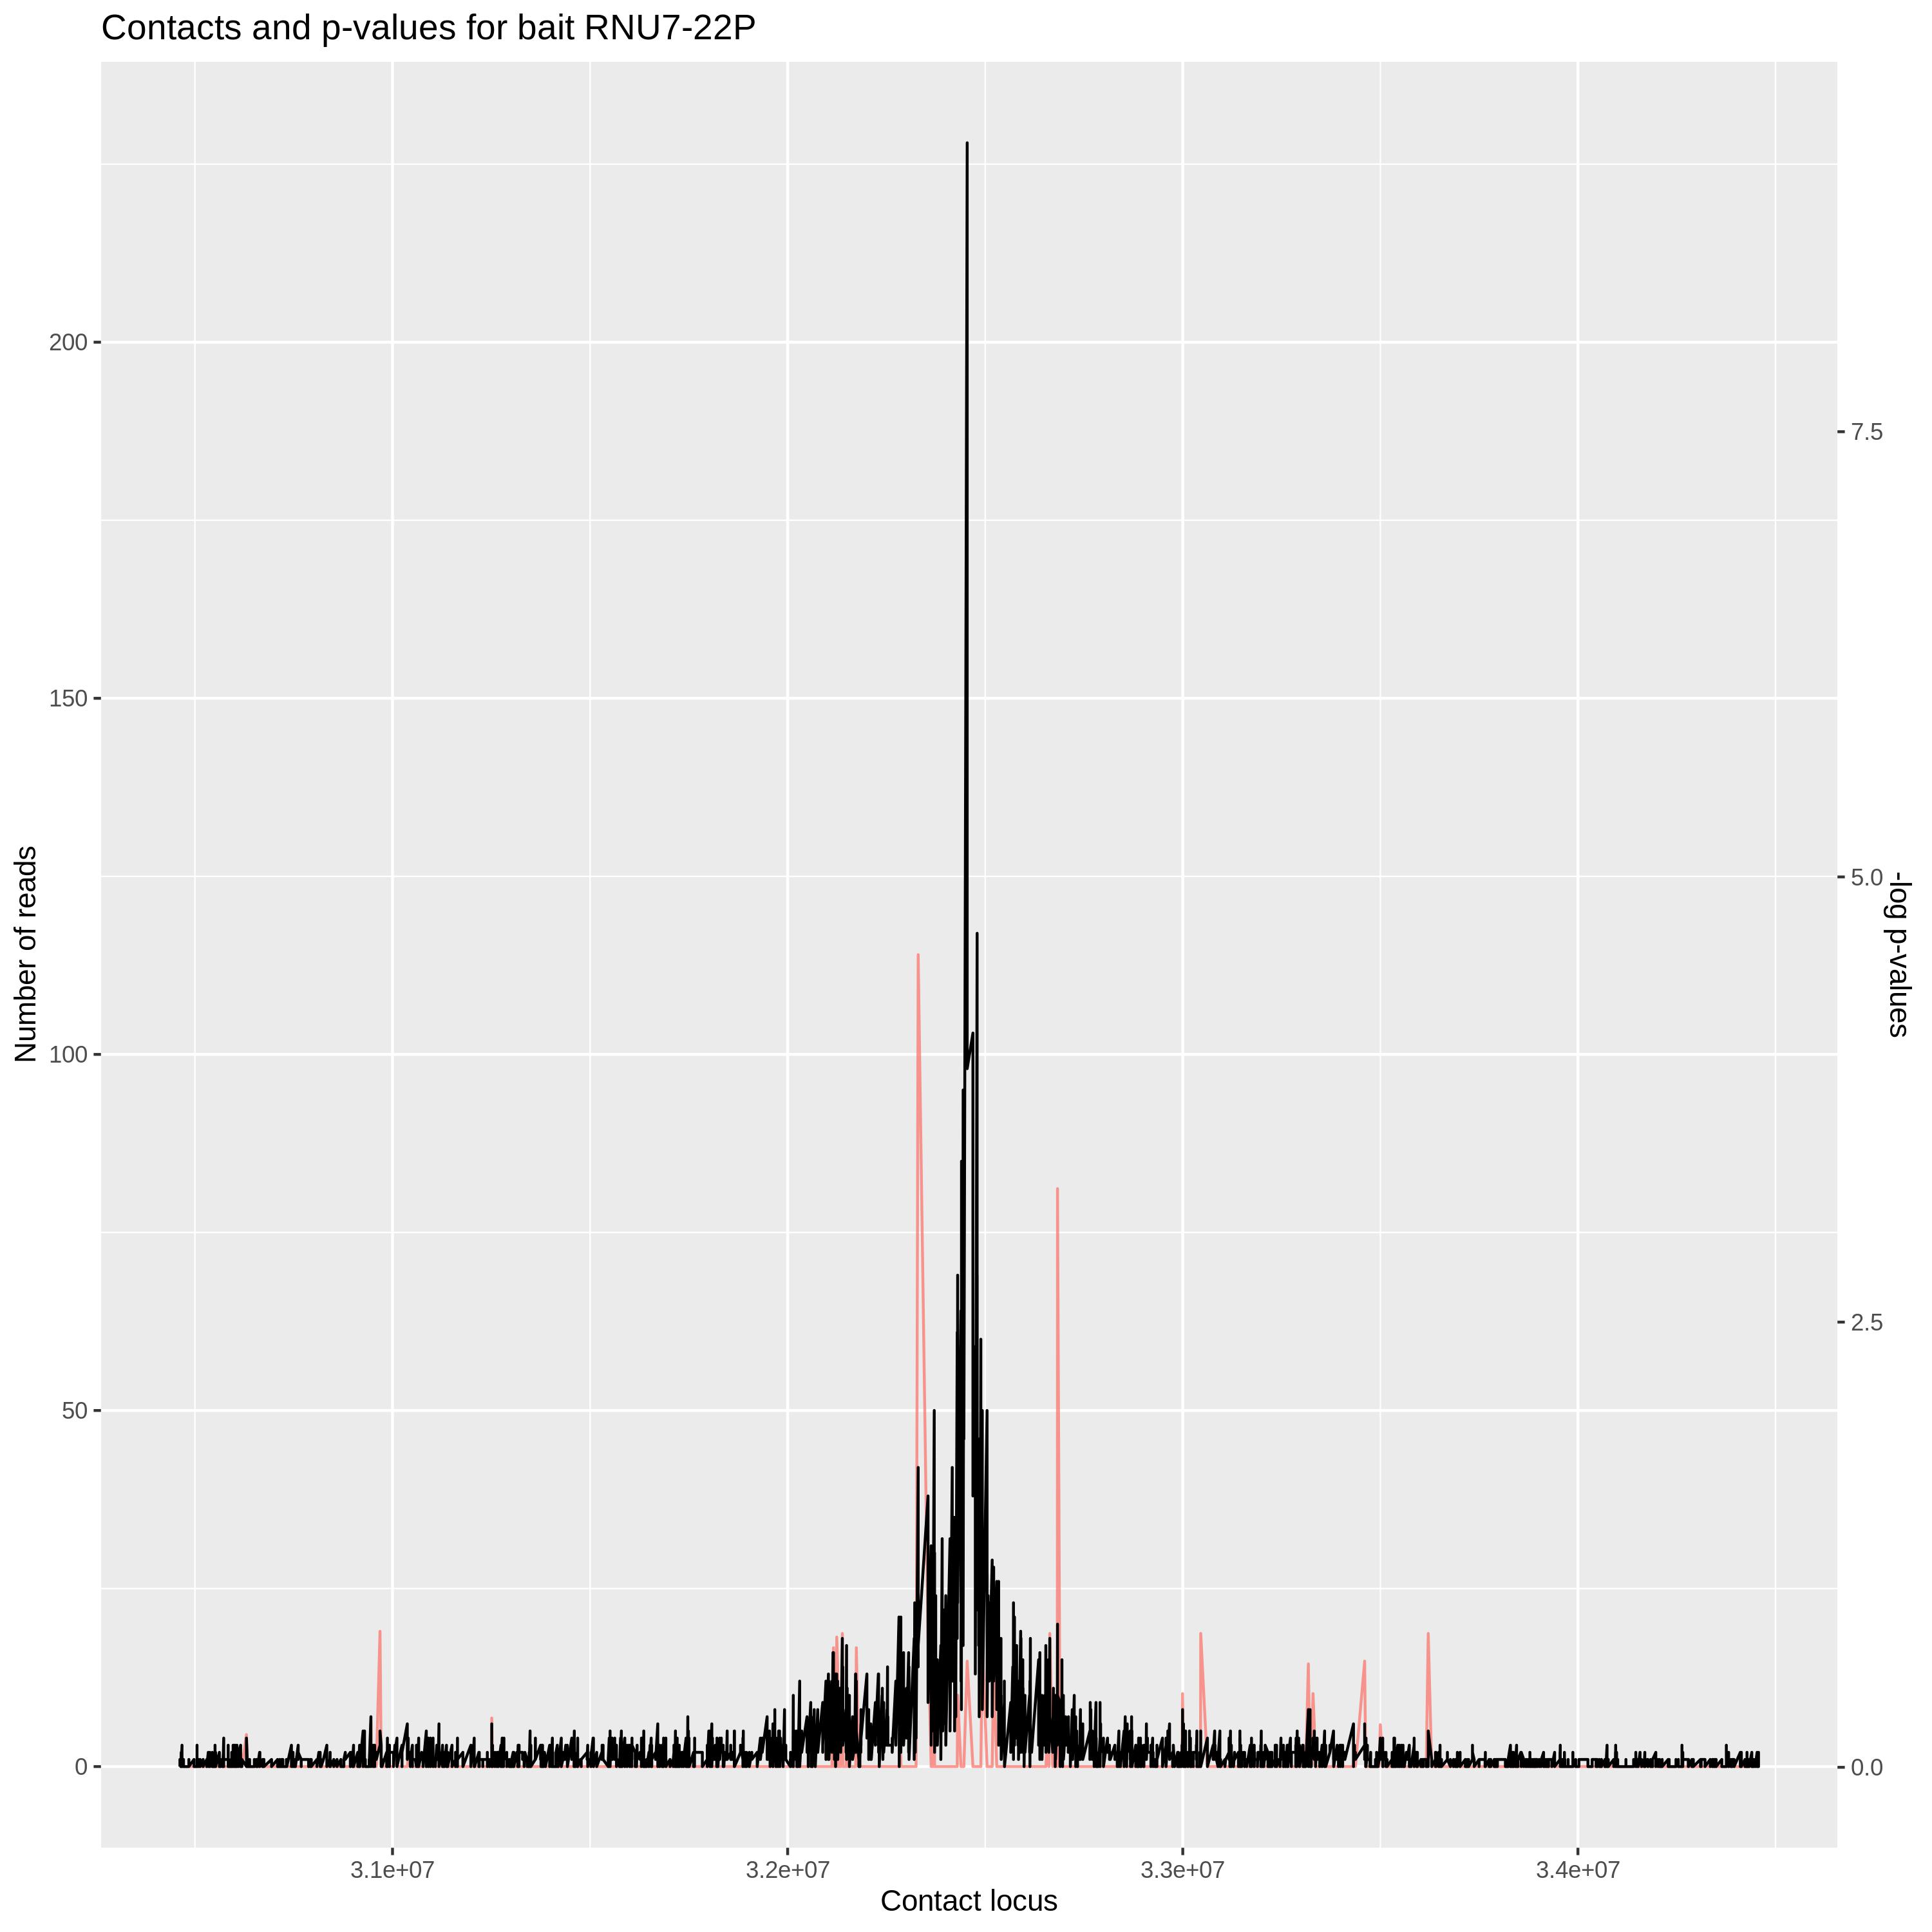 Contacts and p-values for bait RNU7-22P
200
150
100
50
0
Number of reads
7.5
5.0
2.5
0.0
-log p-values
3.1e+07
3.2e+07
3.3e+07
3.4e+07
Contact locus